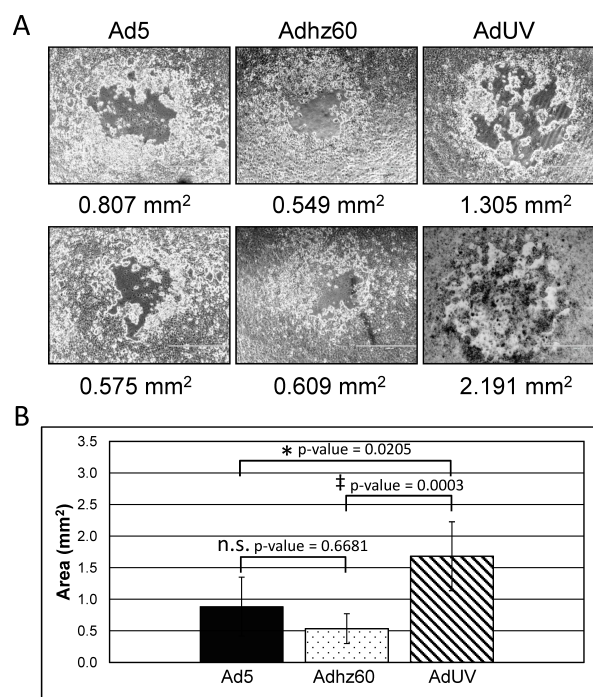 A
Ad5 Adhz60 AdUV
0.807 mm² 0.549 mm² 1.305 mm²
0.575 mm² 0.609 mm² 2.191 mm²
B
3.5
* p-value = 0.0205
3.0
‡ p-value = 0.0003
2.5
2.0
n.s. p-value = 0.6681
1.5
1.0
0.5
0.0
Area (mm²)
Ad5 Adhz60 AdUV